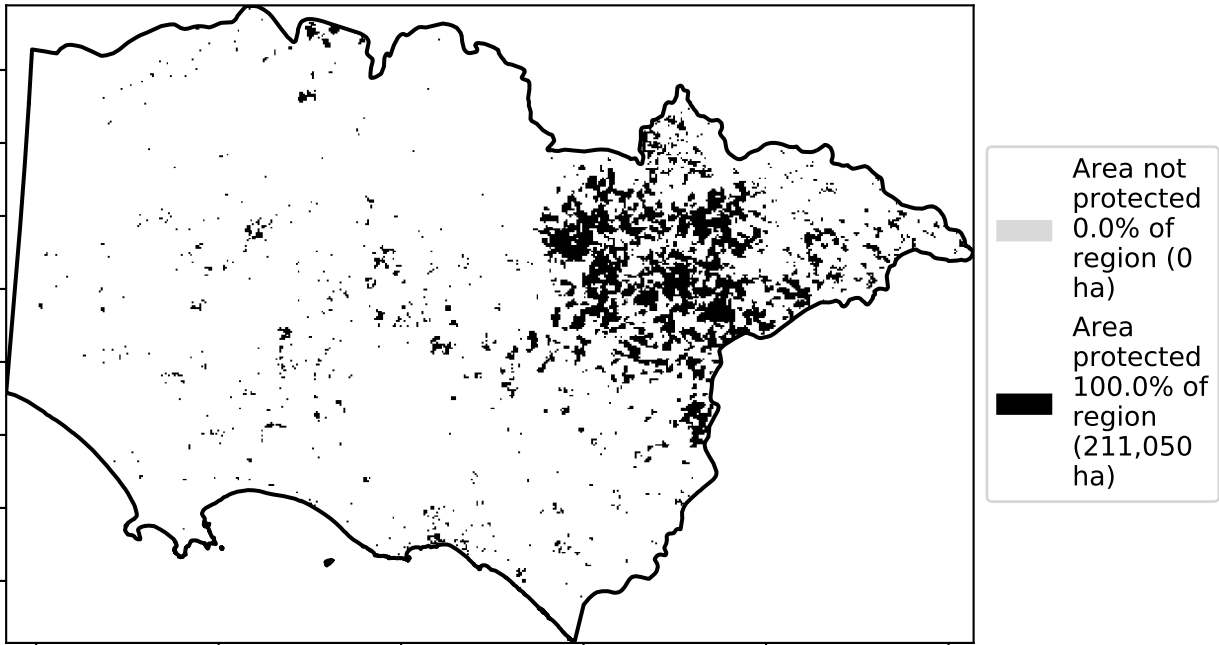 Area not
protected
0.0% of
region (0
ha)
Area
protected
100.0% of
region
(211,050
ha)